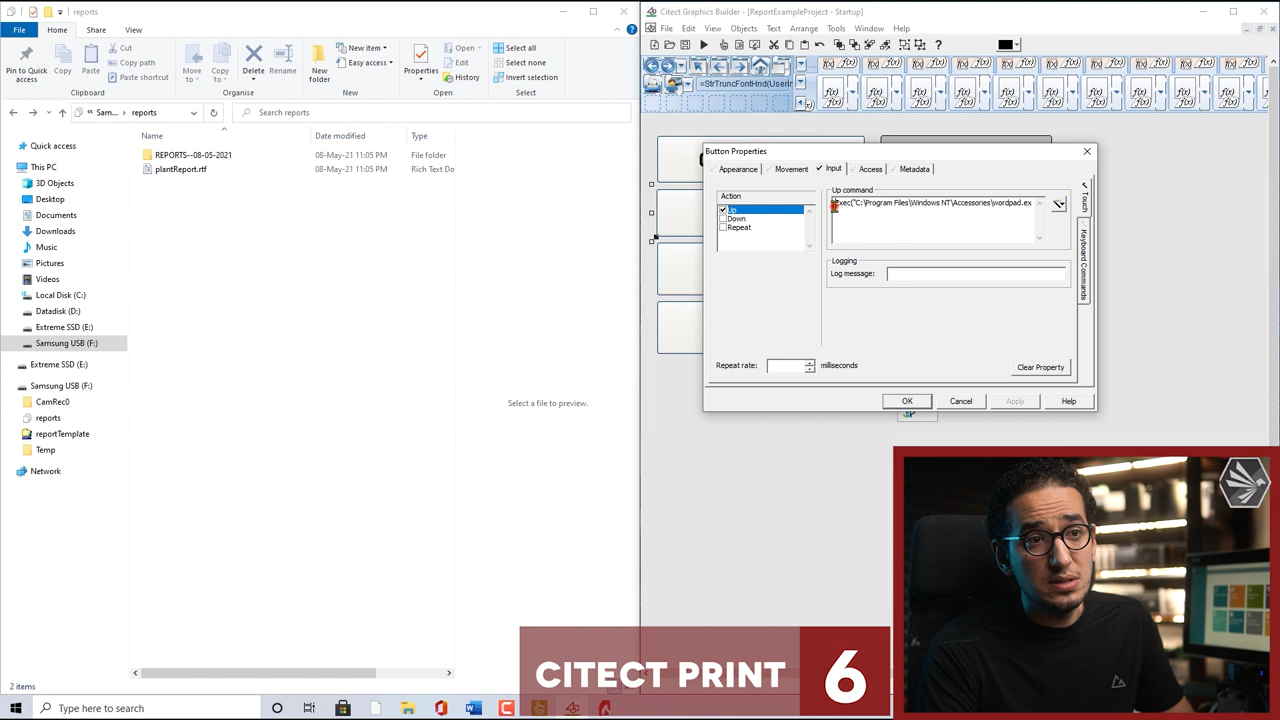 reports
File
Home
Share
View
Pin to Quick access
Copy
Paste
Cut
Copy path
Paste shortcut
Clipboard
Move to
Copy to
Delete
Rename
Organise
New folder
New item
Easy access
New
Properties
Open
Edit
History
Open
Select all
Select none
Invert selection
Select
« Sam... > reports
Search reports
Name
Date modified
Type
REPORTS--08-05-2021
08-May-21 11:05 PM
File folder
plantReport.rtf
08-May-21 11:05 PM
Rich Text Do
Quick access
This PC
3D Objects
Desktop
Documents
Downloads
Music
Pictures
Videos
Local Disk (C:)
Datadisk (D:)
Extreme SSD (E:)
Samsung USB (F:)
Extreme SSD (E:)
Samsung USB (F:)
CamRec0
reports
reportTemplate
Temp
Network
Select a file to preview.
2 items
Type here to search
Citect Graphics Builder - [ReportExampleProject - Startup]
File Edit View Objects Text Arrange Tools Window Help
=StrTruncFontHnd(UserIn
Button Properties
Appearance
Movement
Input
Access
Metadata
Action
Up
Down
Repeat
Up command
Exec("C:\Program Files\Windows NT\Accessories\wordpad.ex
Logging
Log message:
Touch
Keyboard Commands
Repeat rate:
milliseconds
Clear Property
OK
Cancel
Apply
Help
CITECT PRINT 6